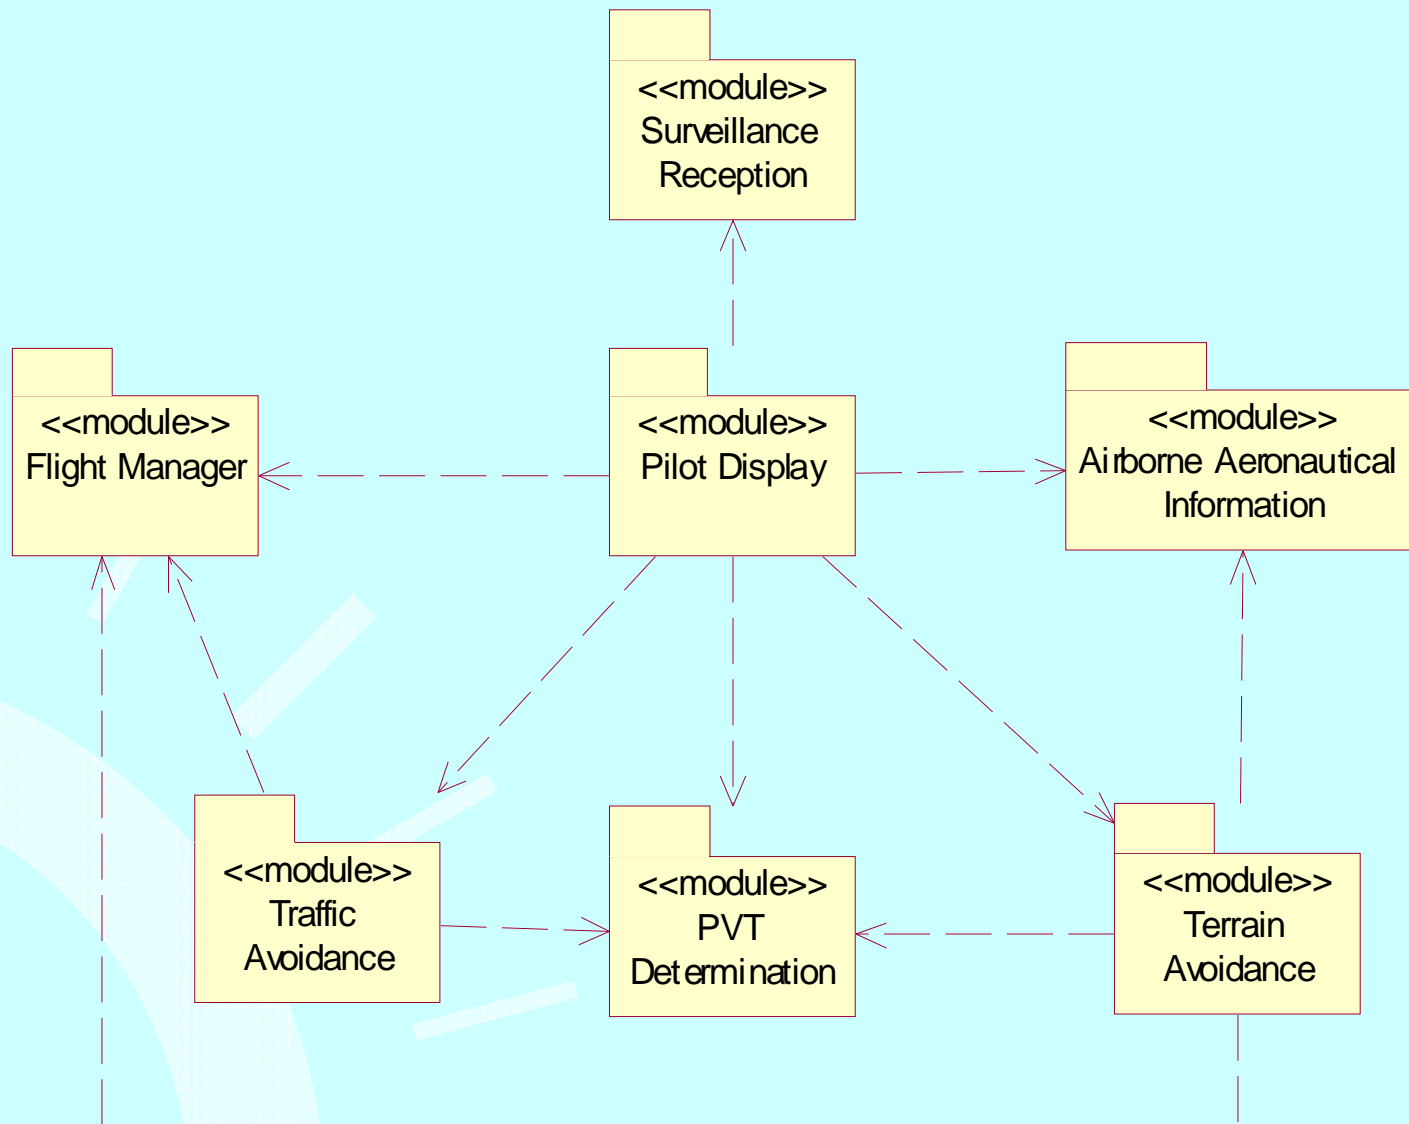 <<module>>
Surveillance
Reception
<<module>>
Flight Manager
<<module>>
Pilot Display
<<module>>
Airborne Aeronautical
Information
<<module>>
Traffic
Avoidance
<<module>>
PVT
Determination
<<module>>
Terrain
Avoidance